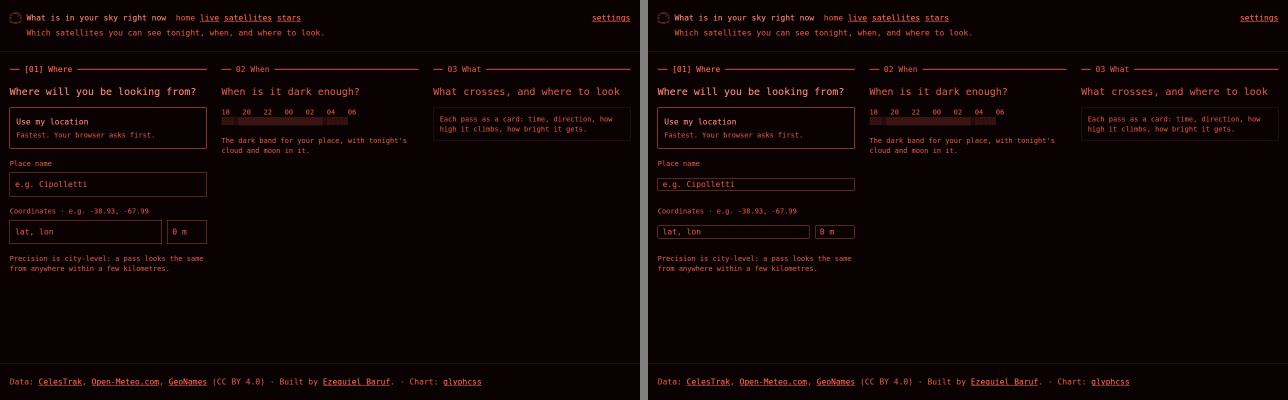 What is in your sky right now home live satellites stars settings
Which satellites you can see tonight, when, and where to look.
[01] Where
Where will you be looking from?
Use my location
Fastest. Your browser asks first.
Place name
e.g. Cipolletti
Coordinates · e.g. -38.93, -67.99
lat, lon
0 m
Precision is city-level: a pass looks the same
from anywhere within a few kilometres.
02 When
When is it dark enough?
18 20 22 00 02 04 06
The dark band for your place, with tonight's
cloud and moon in it.
03 What
What crosses, and where to look
Each pass as a card: time, direction, how
high it climbs, how bright it gets.
Data: CelesTrak, Open-Meteo.com, GeoNames (CC BY 4.0) · Built by Ezequiel Baruf. · Chart: glyphcss
What is in your sky right now home live satellites stars settings
Which satellites you can see tonight, when, and where to look.
[01] Where
Where will you be looking from?
Use my location
Fastest. Your browser asks first.
Place name
e.g. Cipolletti
Coordinates · e.g. -38.93, -67.99
lat, lon
0 m
Precision is city-level: a pass looks the same
from anywhere within a few kilometres.
02 When
When is it dark enough?
18 20 22 00 02 04 06
The dark band for your place, with tonight's
cloud and moon in it.
03 What
What crosses, and where to look
Each pass as a card: time, direction, how
high it climbs, how bright it gets.
Data: CelesTrak, Open-Meteo.com, GeoNames (CC BY 4.0) · Built by Ezequiel Baruf. · Chart: glyphcss